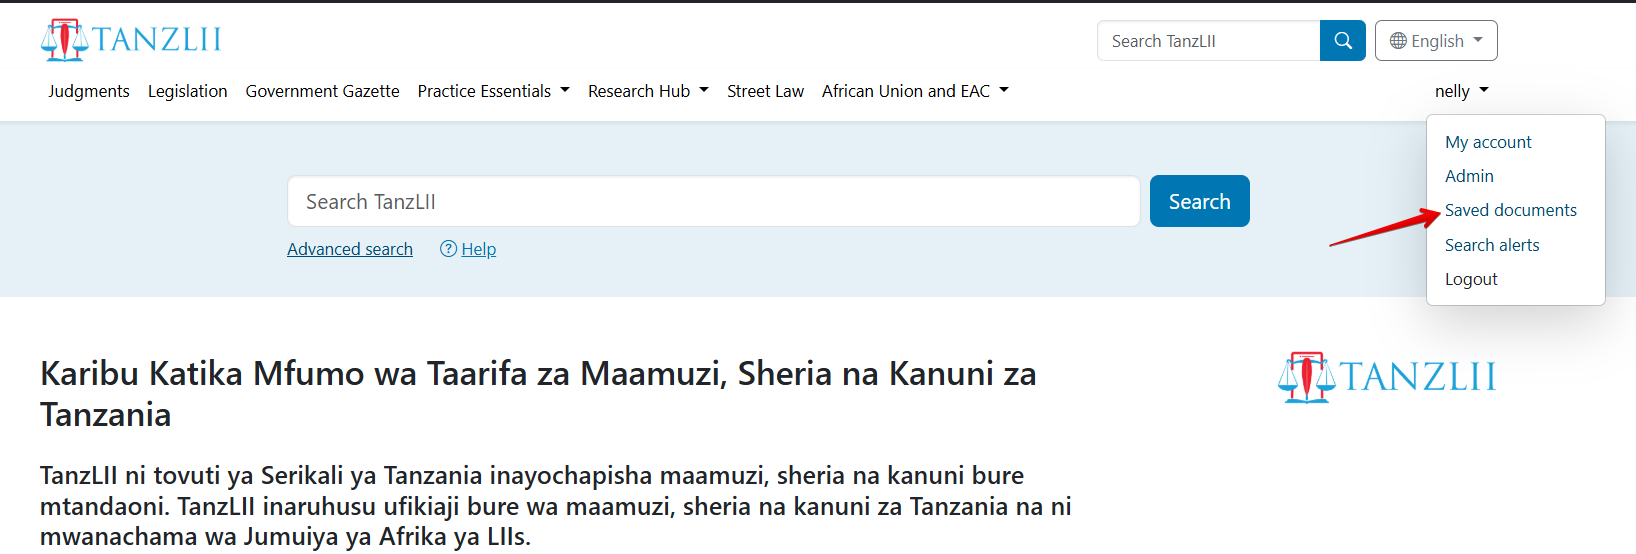 TANZLII
Search TanzLII
English
Judgments Legislation Government Gazette Practice Essentials Research Hub Street Law African Union and EAC nelly
My account
Admin
Saved documents
Search alerts
Logout
Search TanzLII Search
Advanced search Help
Karibu Katika Mfumo wa Taarifa za Maamuzi, Sheria na Kanuni za
Tanzania
TANZLII
TanzLII ni tovuti ya Serikali ya Tanzania inayochapisha maamuzi, sheria na kanuni bure
mtandaoni. TanzLII inaruhusu ufikiaji bure wa maamuzi, sheria na kanuni za Tanzania na ni
mwanachama wa Jumuiya ya Afrika ya LIIs.